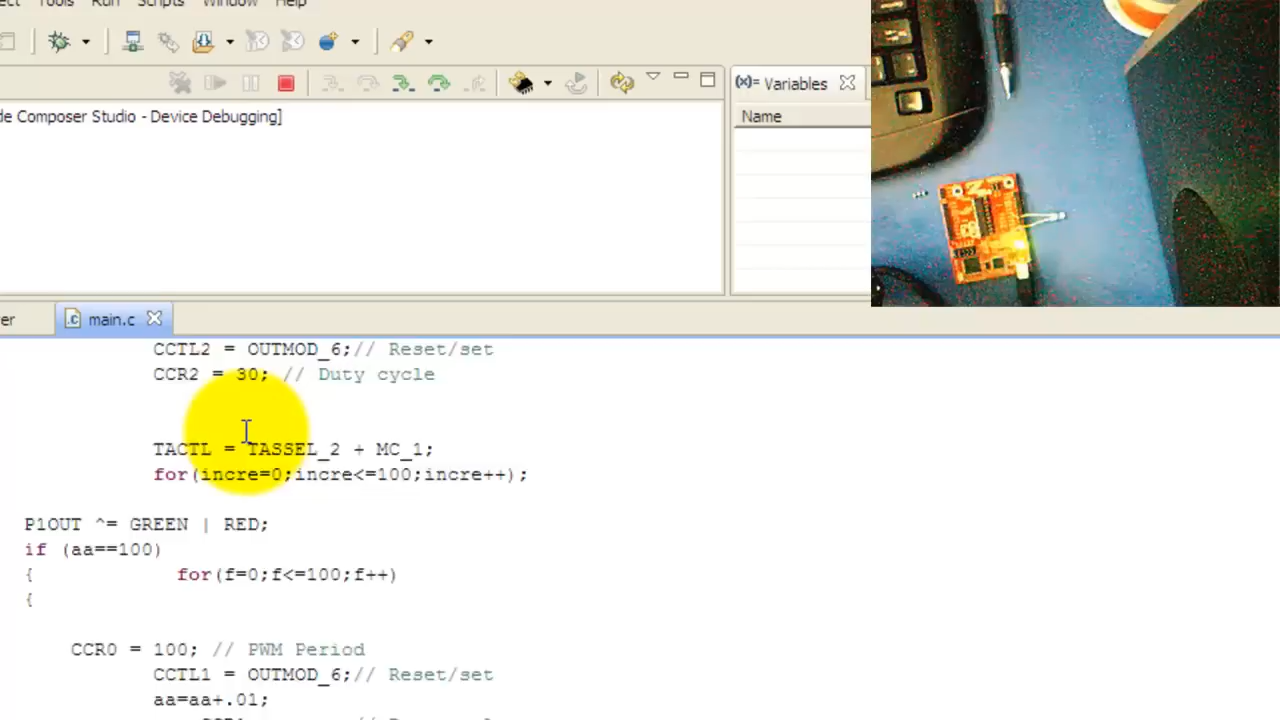 Tools Run Scripts Window Help
de Composer Studio - Device Debugging]
(x)= Variables
Name
er
main.c
CCTL2 = OUTMOD_6;// Reset/set
CCR2 = 30; // Duty cycle
TACTL = TASSEL_2 + MC_1;
for(incre=0;incre<=100;incre++);
P1OUT ^= GREEN | RED;
if (aa==100)
{ for(f=0;f<=100;f++)
{
CCR0 = 100; // PWM Period
CCTL1 = OUTMOD_6;// Reset/set
aa=aa+.01;